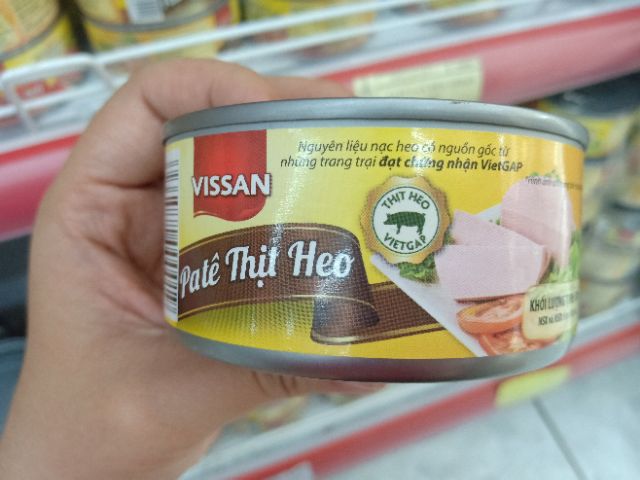 Nguyên liệu nạc heo có nguồn gốc từ
những trang trại đạt chứng nhận VietGAP
VISSAN
THỊT HEO
VIETGAP
Patê Thịt Heo
KHỐI LƯỢNG